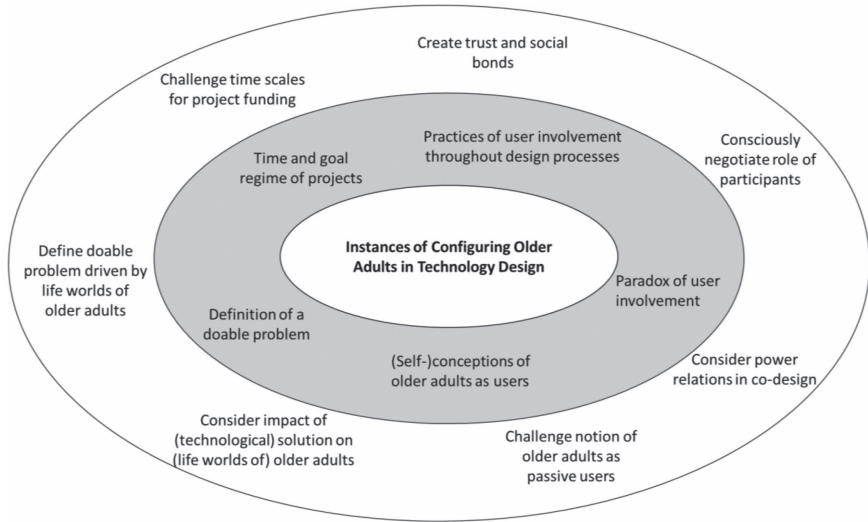 Create trust and social
bonds
Challenge time scales
for project funding
Practices of user involvement
throughout design processes
Consciously
negotiate role of
participants
Time and goal
regime of projects
Instances of Configuring Older
Adults in Technology Design
Define doable
problem driven by
life worlds of
older adults
Paradox of user
involvement
Definition of a
doable problem
(Self-)conceptions of
older adults as users
Consider power
relations in co-design
Consider impact of
(technological) solution on
(life worlds of) older adults
Challenge notion of
older adults as
passive users